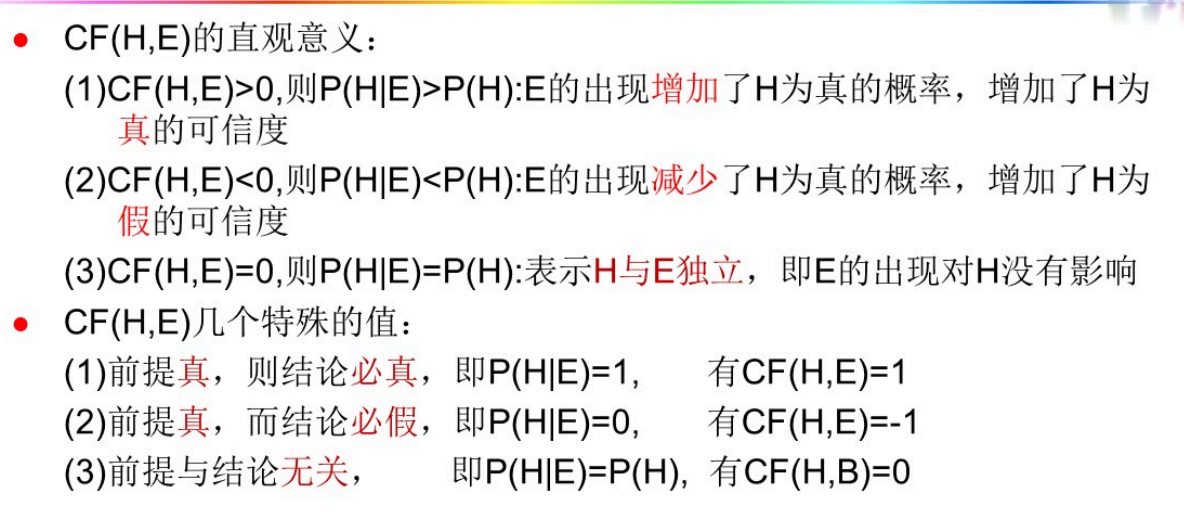 ● CF(H,E)的直观意义：
(1)CF(H,E)>0,则P(H|E)>P(H):E的出现增加了H为真的概率，增加了H为
真的可信度
(2)CF(H,E)<0,则P(H|E)<P(H):E的出现减少了H为真的概率，增加了H为
假的可信度
(3)CF(H,E)=0,则P(H|E)=P(H):表示H与E独立，即E的出现对H没有影响
● CF(H,E)几个特殊的值：
(1)前提真，则结论必真，即P(H|E)=1, 有CF(H,E)=1
(2)前提真，而结论必假，即P(H|E)=0, 有CF(H,E)=-1
(3)前提与结论无关， 即P(H|E)=P(H), 有CF(H,B)=0